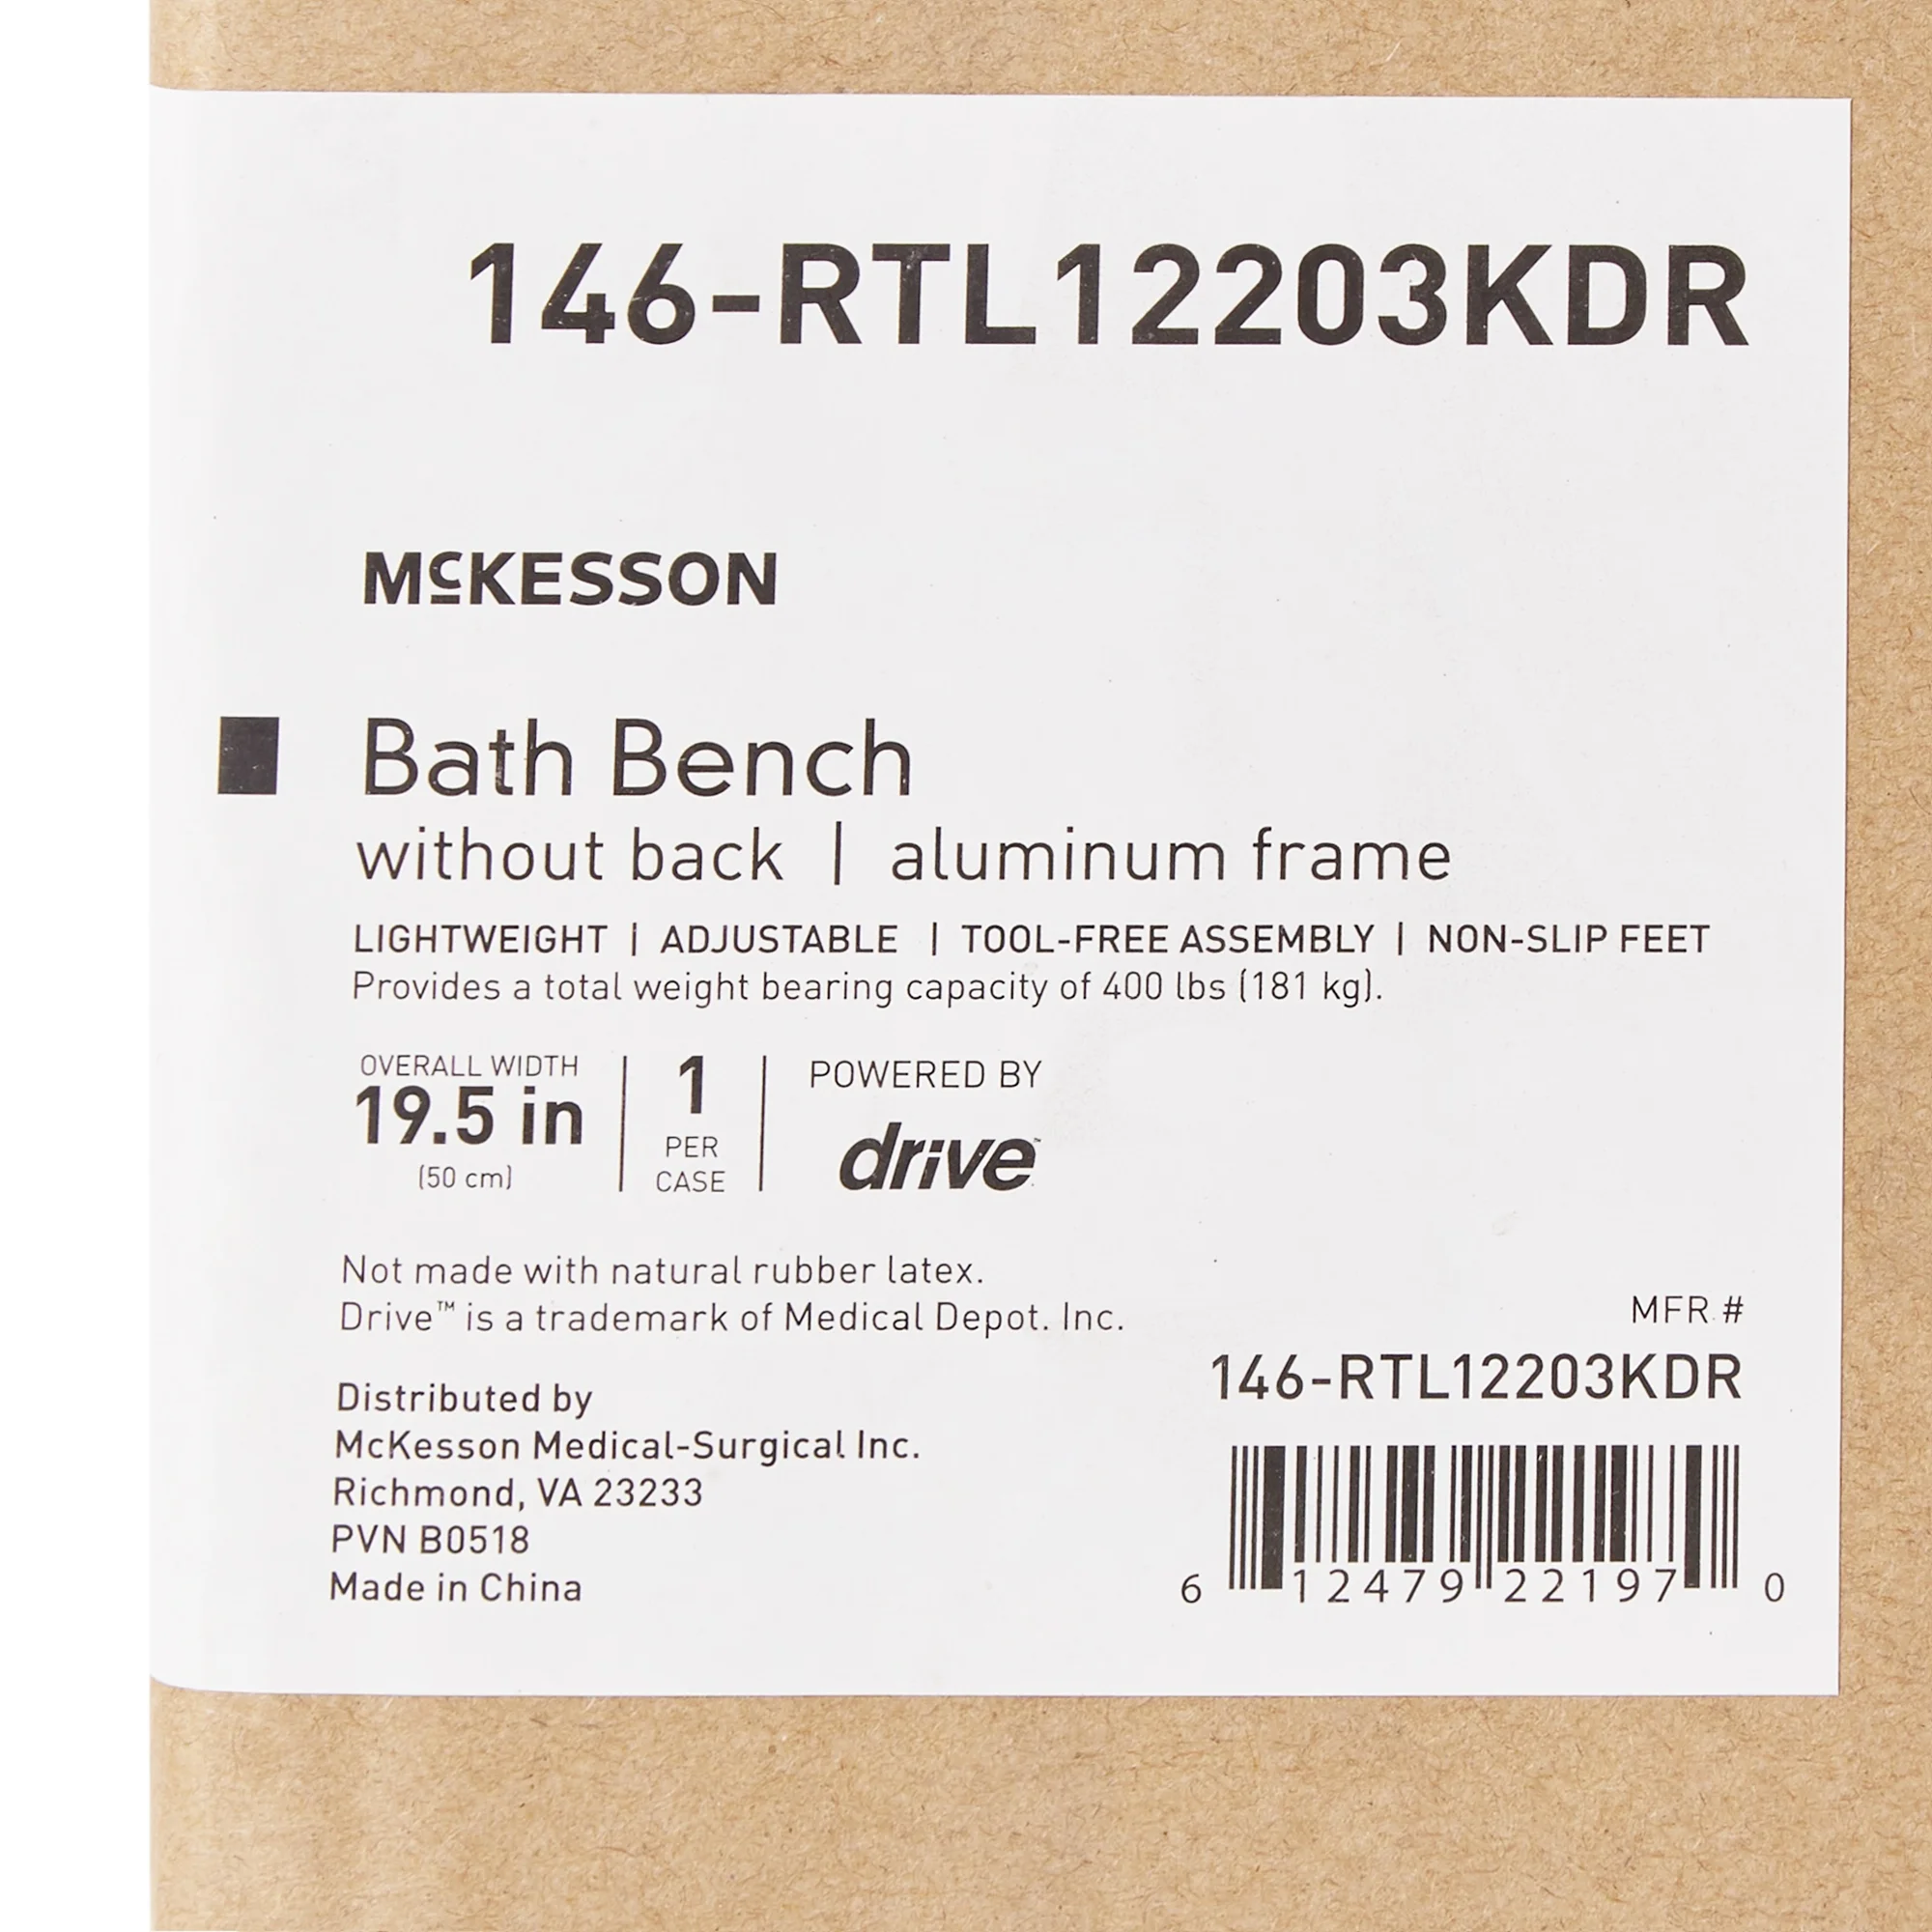 146-RTL12203KDR
McKESSON
Bath Bench
without back | aluminum frame
LIGHTWEIGHT | ADJUSTABLE | TOOL-FREE ASSEMBLY | NON-SLIP FEET
Provides a total weight bearing capacity of 400 lbs (181 kg).
OVERALL WIDTH
19.5 in
(50 cm)
1
PER
CASE
POWERED BY
drive™
Not made with natural rubber latex.
Drive™ is a trademark of Medical Depot. Inc.
Distributed by
McKesson Medical-Surgical Inc.
Richmond, VA 23233
PVN B0518
Made in China
MFR #
146-RTL12203KDR
6 12479 22197 0